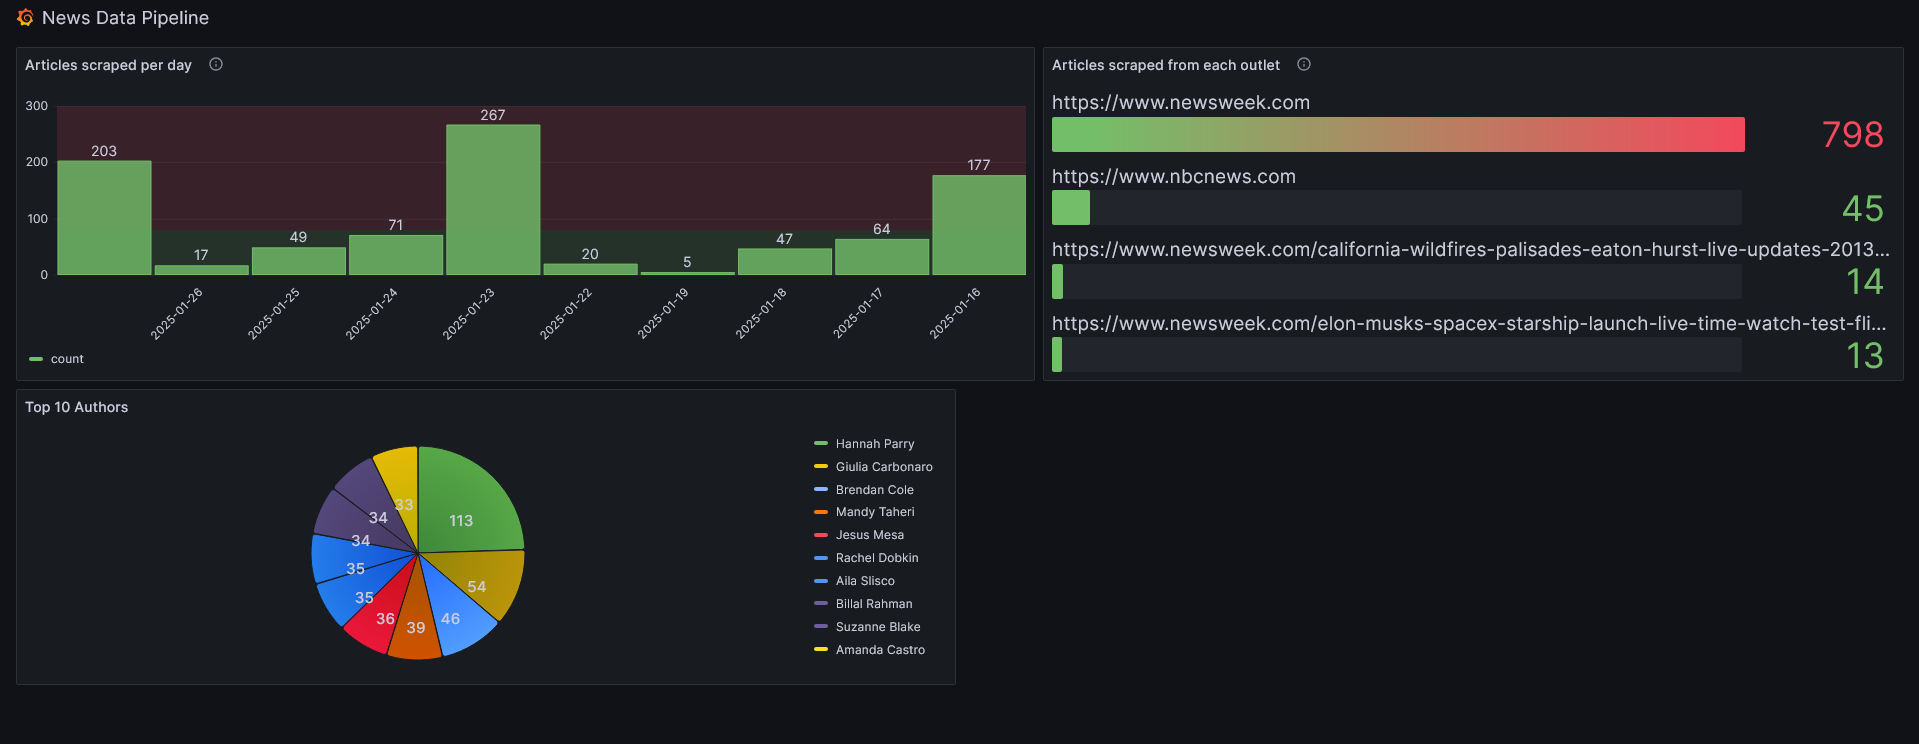 News Data Pipeline
Articles scraped per day
300
200
100
0
203
17
49
71
267
20
5
47
64
177
2025-01-26
2025-01-25
2025-01-24
2025-01-23
2025-01-22
2025-01-19
2025-01-18
2025-01-17
2025-01-16
count
Articles scraped from each outlet
https://www.newsweek.com
798
https://www.nbcnews.com
45
https://www.newsweek.com/california-wildfires-palisades-eaton-hurst-live-updates-2013...
14
https://www.newsweek.com/elon-musks-spacex-starship-launch-live-time-watch-test-fli...
13
Top 10 Authors
113
54
46
39
36
35
35
34
34
33
Hannah Parry
Giulia Carbonaro
Brendan Cole
Mandy Taheri
Jesus Mesa
Rachel Dobkin
Aila Slisco
Billal Rahman
Suzanne Blake
Amanda Castro